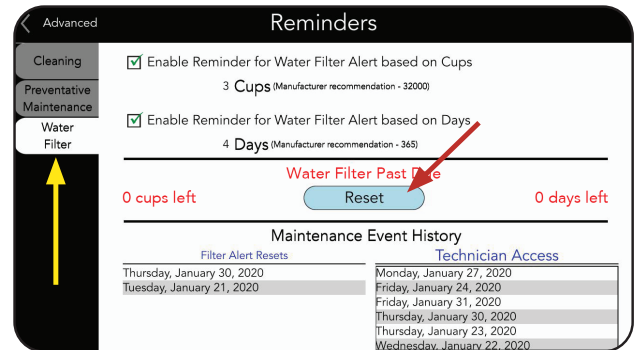 Advanced
Reminders
Cleaning
Preventative
Maintenance
Water
Filter
Enable Reminder for Water Filter Alert based on Cups
3 Cups (Manufacturer recommendation - 32000)
Enable Reminder for Water Filter Alert based on Days
4 Days (Manufacturer recommendation - 365)
Water Filter Past Due
0 cups left
Reset
0 days left
Maintenance Event History
Filter Alert Resets
Thursday, January 30, 2020
Tuesday, January 21, 2020
Technician Access
Monday, January 27, 2020
Friday, January 24, 2020
Friday, January 31, 2020
Thursday, January 30, 2020
Thursday, January 23, 2020
Wednesday, January 22, 2020